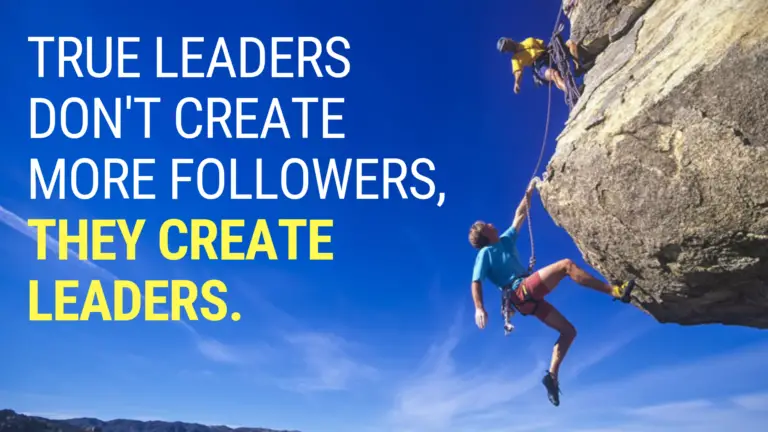 TRUE LEADERS
DON'T CREATE
MORE FOLLOWERS,
THEY CREATE
LEADERS.